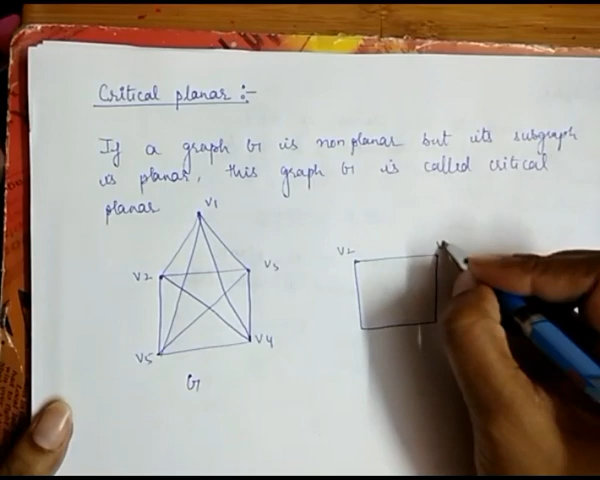 Critical planar :-
If a graph G is nonplanar but its subgraph
is planar, this graph G is called critical
planar
V1
V2
V3
V5
V4
G
V2